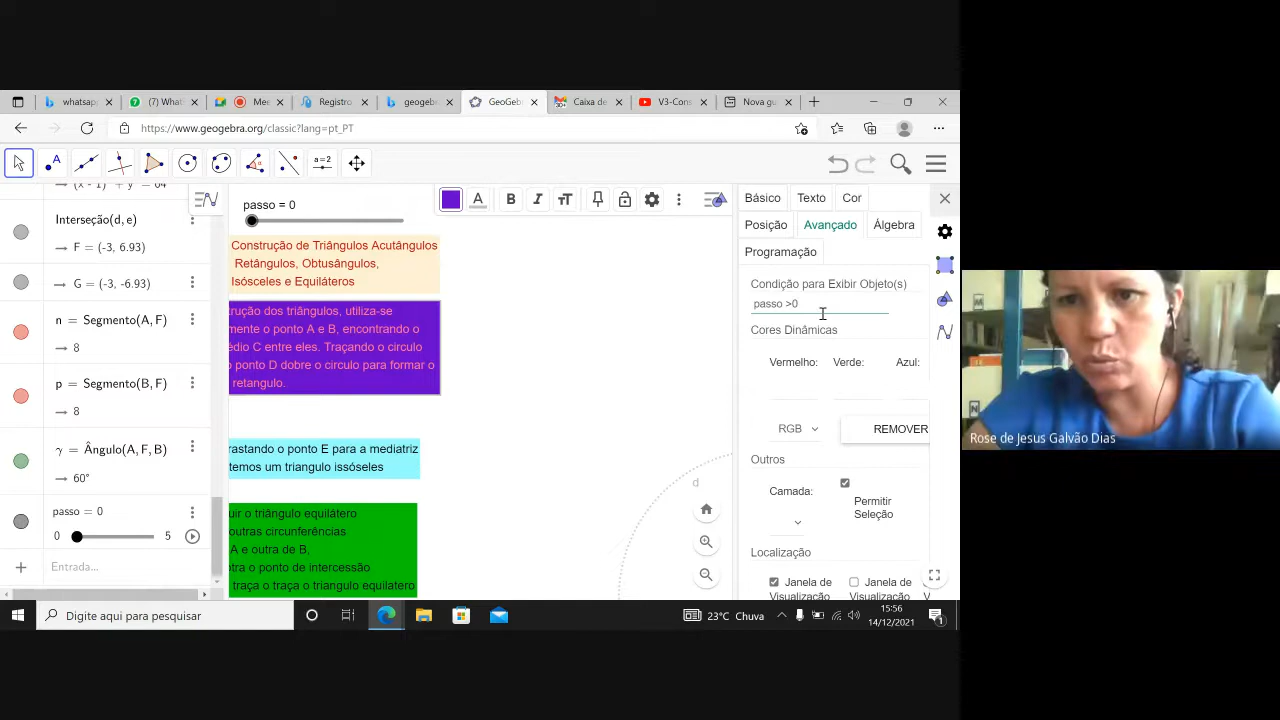 whatsap
(7) What
Mee
Registro
geogeb
GeoGeb
Caixa de
V3-Cons
Nova gu
https://www.geogebra.org/classic?lang=pt_PT
a=2
Interseção(d, e)
→ F = (-3, 6.93)
→ G = (-3, -6.93)
n = Segmento(A, F)
→ 8
p = Segmento(B, F)
→ 8
γ = Ângulo(A, F, B)
→ 60°
passo = 0
0
5
Entrada...
passo = 0
Construção de Triângulos Acutângulos
Retângulos, Obtusângulos,
Isósceles e Equiláteros
trução dos triângulos, utiliza-se
mente o ponto A e B, encontrando o
édio C entre eles. Traçando o circulo
o ponto D dobre o circulo para formar o
retangulo.
rastando o ponto E para a mediatriz
temos um triangulo issóseles
uir o triângulo equilátero
outras circunferências
A e outra de B,
tra o ponto de intercessão
traça o traça o triangulo equilatero
A
B
I
d
Básico
Texto
Cor
Posição
Avançado
Álgebra
Programação
Condição para Exibir Objeto(s)
passo >0
Cores Dinâmicas
Vermelho:
Verde:
Azul:
RGB
REMOVER
Outros
Camada:
Permitir
Seleção
Localização
Janela de
Visualização
Janela de
Visualização
V
Rose de Jesus Galvão Dias
Digite aqui para pesquisar
23°C Chuva
15:56
14/12/2021